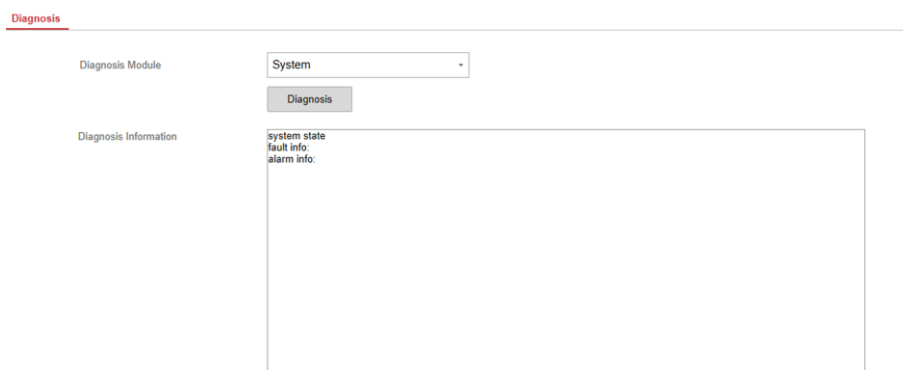 Diagnosis
Diagnosis Module
System
Diagnosis
Diagnosis Information
system state
fault info:
alarm info: